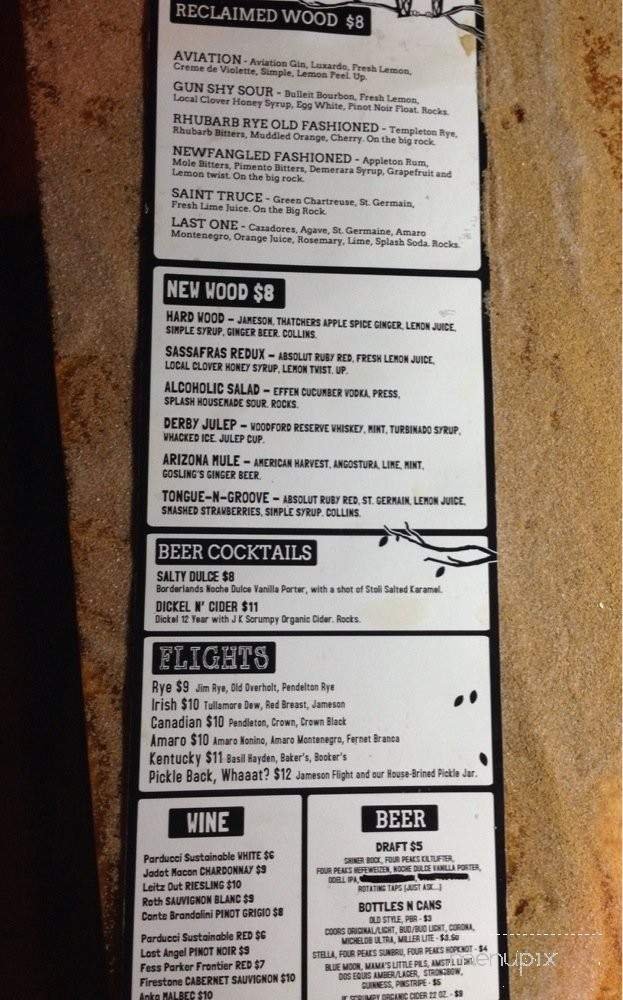 RECLAIMED WOOD $8
AVIATION - Aviation Gin, Luxardo, Fresh Lemon,
Creme de Violette, Simple, Lemon Peel. Up.
GUN SHY SOUR - Bulleit Bourbon, Fresh Lemon,
Local Clover Honey Syrup, Egg White, Pinot Noir Float. Rocks.
RHUBARB RYE OLD FASHIONED - Templeton Rye,
Rhubarb Bitters, Muddled Orange, Cherry. On the big rock.
NEWFANGLED FASHIONED - Appleton Rum,
Mole Bitters, Pimento Bitters, Demerara Syrup, Grapefruit and
Lemon twist. On the big rock.
SAINT TRUCE - Green Chartreuse, St. Germain,
Fresh Lime Juice. On the Big Rock.
LAST ONE - Cazadores, Agave, St. Germaine, Amaro
Montenegro, Orange Juice, Rosemary, Lime, Splash Soda. Rocks.
NEW WOOD $8
HARD WOOD - JAMESON, THATCHERS APPLE SPICE GINGER, LEMON JUICE,
SIMPLE SYRUP, GINGER BEER. COLLINS.
SASSAFRAS REDUX - ABSOLUT RUBY RED, FRESH LEMON JUICE,
LOCAL CLOVER HONEY SYRUP, LEMON TWIST. UP.
ALCOHOLIC SALAD - EFFEN CUCUMBER VODKA, PRESS,
SPLASH HOUSEMADE SOUR. ROCKS.
DERBY JULEP - WOODFORD RESERVE WHISKEY, MINT, TURBINADO SYRUP,
WHACKED ICE. JULEP CUP.
ARIZONA MULE - AMERICAN HARVEST, ANGOSTURA, LIME, MINT,
GOSLING'S GINGER BEER.
TONGUE-N-GROOVE - ABSOLUT RUBY RED, ST. GERMAIN, LEMON JUICE,
SMASHED STRAWBERRIES, SIMPLE SYRUP. COLLINS.
BEER COCKTAILS
SALTY DULCE $8
Borderlands Noche Dulce Vanilla Porter, with a shot of Stoli Salted Karamel.
DICKEL N' CIDER $11
Dickel 12 Year with J K Scrumpy Organic Cider. Rocks.
FLIGHTS
Rye $9 Jim Rye, Old Overholt, Pendelton Rye
Irish $10 Tullamore Dew, Red Breast, Jameson
Canadian $10 Pendleton, Crown, Crown Black
Amaro $10 Amaro Nonino, Amaro Montenegro, Fernet Branca
Kentucky $11 Basil Hayden, Baker's, Booker's
Pickle Back, Whaaat? $12 Jameson Flight and our House-Brined Pickle Jar.
WINE
Parducci Sustainable WHITE $6
Jadot Macon CHARDONNAY $9
Leitz Out RIESLING $10
Roth SAUVIGNON BLANC $9
Conte Brandolini PINOT GRIGIO $8
Parducci Sustainable RED $6
Lost Angel PINOT NOIR $9
Fess Parker Frontier RED $7
Firestone CABERNET SAUVIGNON $10
Anko MALBEC $10
BEER
DRAFT $5
SHINER BOCK, FOUR PEAKS KILTLIFTER,
FOUR PEAKS HEFEWEIZEN, NOCHE DULCE VANILLA PORTER,
ODELL IPA,
ROTATING TAPS (JUST ASK...)
BOTTLES N CANS
OLD STYLE, PBR - $3
COORS ORIGINAL/LIGHT, BUD/BUD LIGHT, CORONA,
MICHELOB ULTRA, MILLER LITE - $3.50
STELLA, FOUR PEAKS SUNBRU, FOUR PEAKS HOPKNOT - $4
BLUE MOON, MAMA'S LITTLE PILS, AMSTEL LIGHT,
DOS EQUIS AMBER/LAGER, STRONGBOW,
GUINNESS, PINSTRIPE - $5
JK SCRUMPY ORGANIC CIDER 22 OZ. - $9
menupix